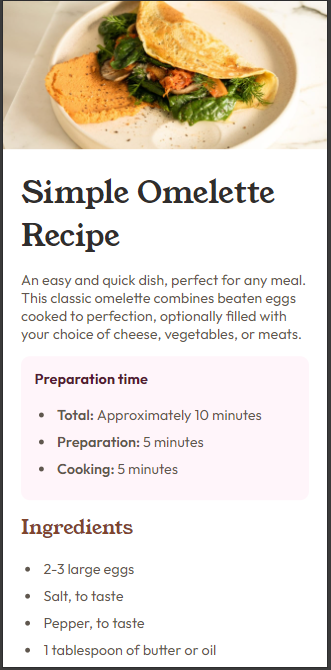 Simple Omelette
Recipe
An easy and quick dish, perfect for any meal.
This classic omelette combines beaten eggs
cooked to perfection, optionally filled with
your choice of cheese, vegetables, or meats.
Preparation time
• Total: Approximately 10 minutes
• Preparation: 5 minutes
• Cooking: 5 minutes
Ingredients
• 2-3 large eggs
• Salt, to taste
• Pepper, to taste
• 1 tablespoon of butter or oil